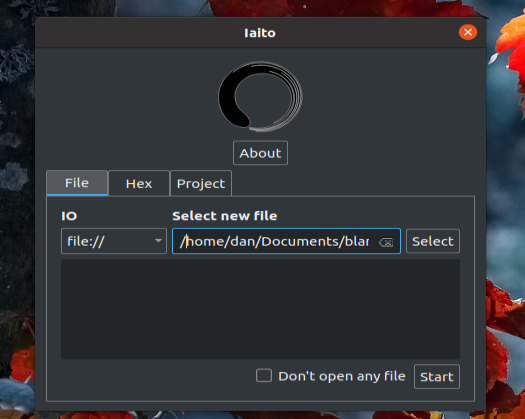 Iaito
About
File Hex Project
IO Select new file
file:// /home/dan/Documents/blar Select
Don't open any file Start